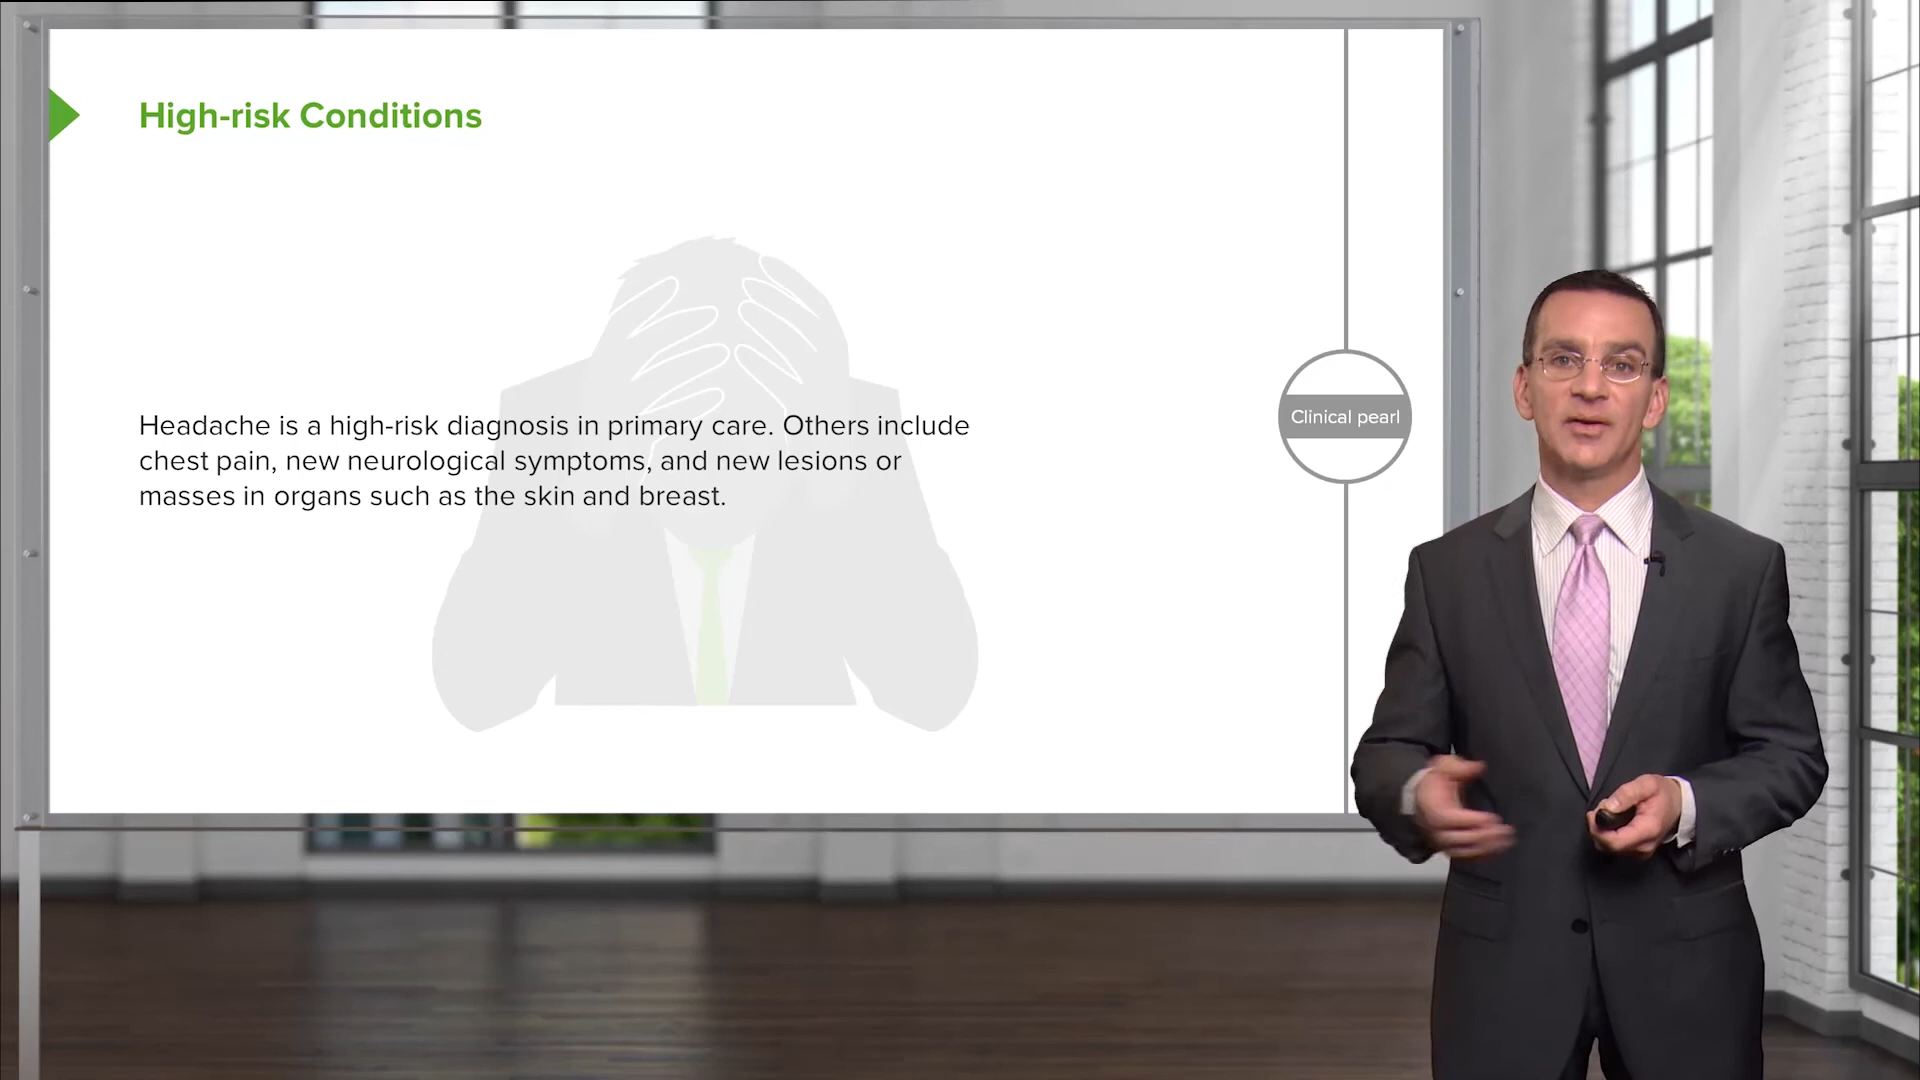 High-risk Conditions
Headache is a high-risk diagnosis in primary care. Others include
chest pain, new neurological symptoms, and new lesions or
masses in organs such as the skin and breast.
Clinical pearl